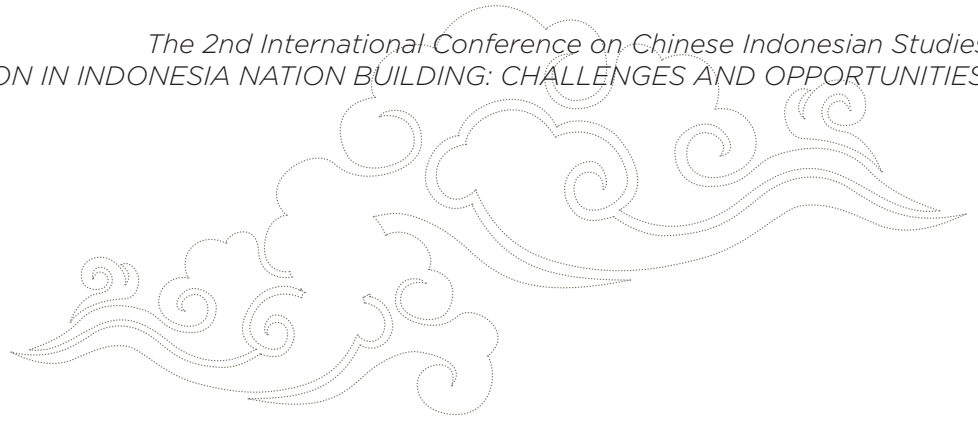 The 2nd International Conference on Chinese Indonesian Studies
ON IN INDONESIA NATION BUILDING: CHALLENGES AND OPPORTUNITIES